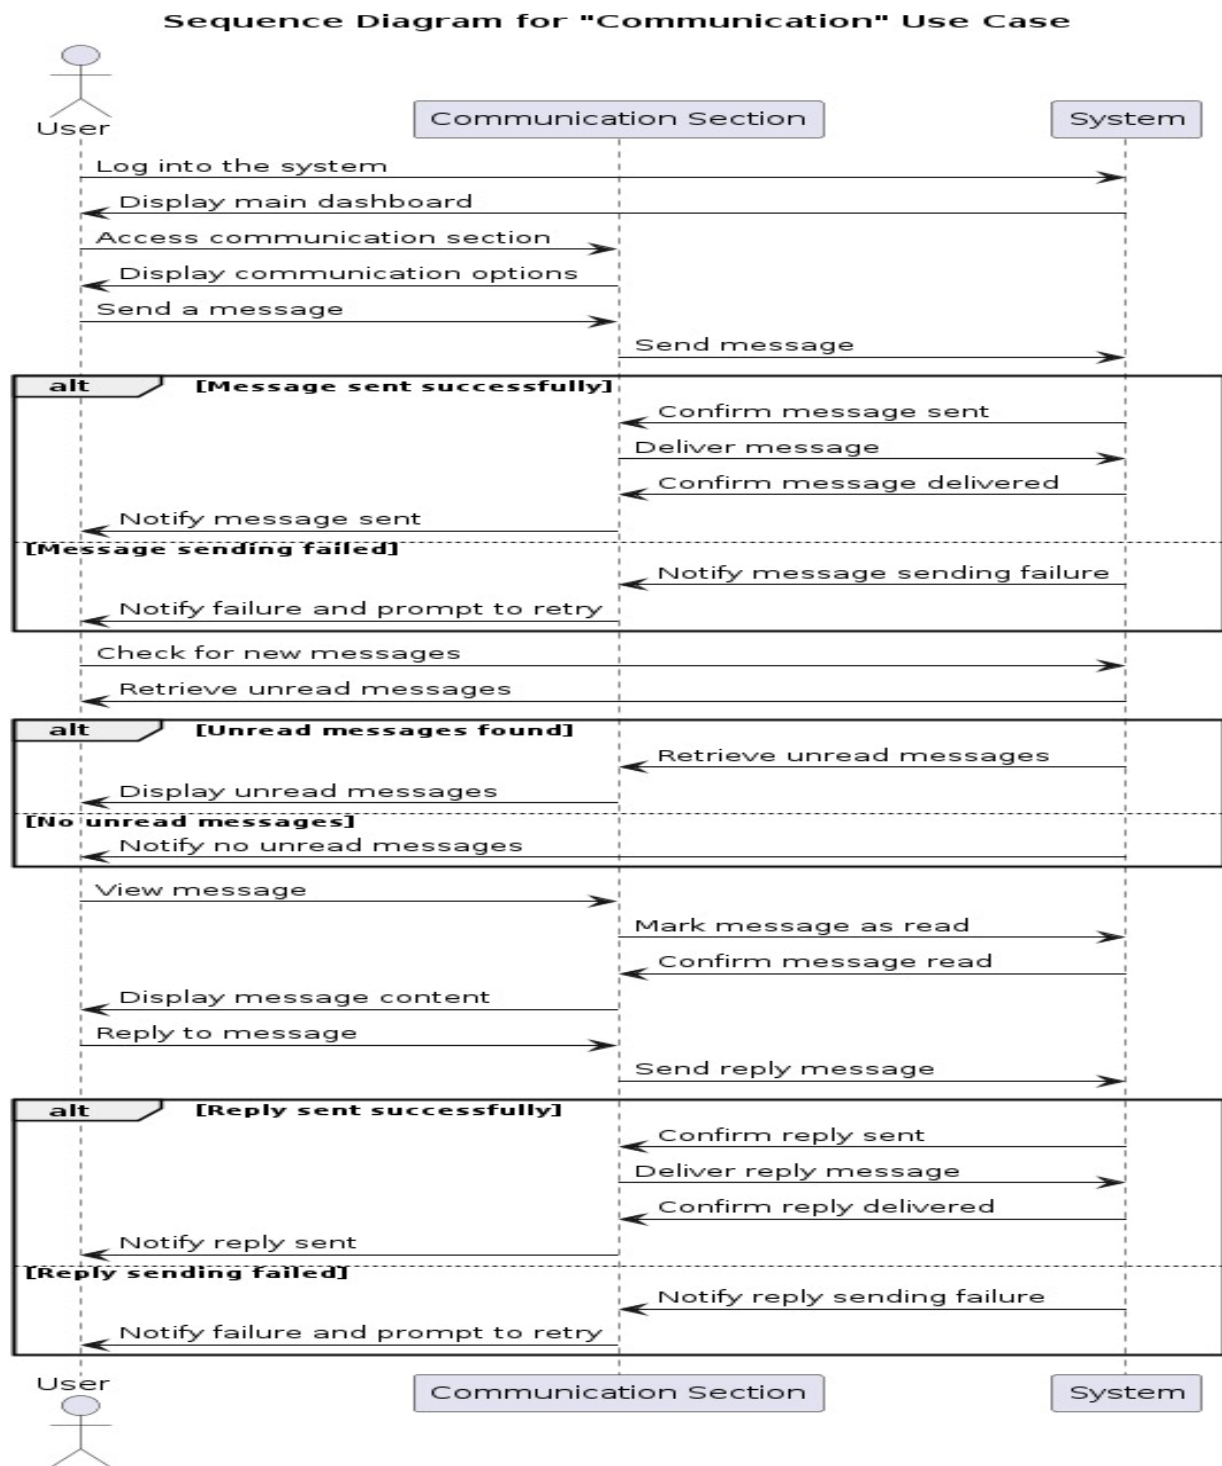 Sequence Diagram for "Communication" Use Case
User
Communication Section
System
Log into the system
Display main dashboard
Access communication section
Display communication options
Send a message
Send message
alt [Message sent successfully]
Confirm message sent
Deliver message
Confirm message delivered
Notify message sent
[Message sending failed]
Notify message sending failure
Notify failure and prompt to retry
Check for new messages
Retrieve unread messages
alt [Unread messages found]
Retrieve unread messages
Display unread messages
[No unread messages]
Notify no unread messages
View message
Mark message as read
Confirm message read
Display message content
Reply to message
Send reply message
alt [Reply sent successfully]
Confirm reply sent
Deliver reply message
Confirm reply delivered
Notify reply sent
[Reply sending failed]
Notify reply sending failure
Notify failure and prompt to retry
User
Communication Section
System